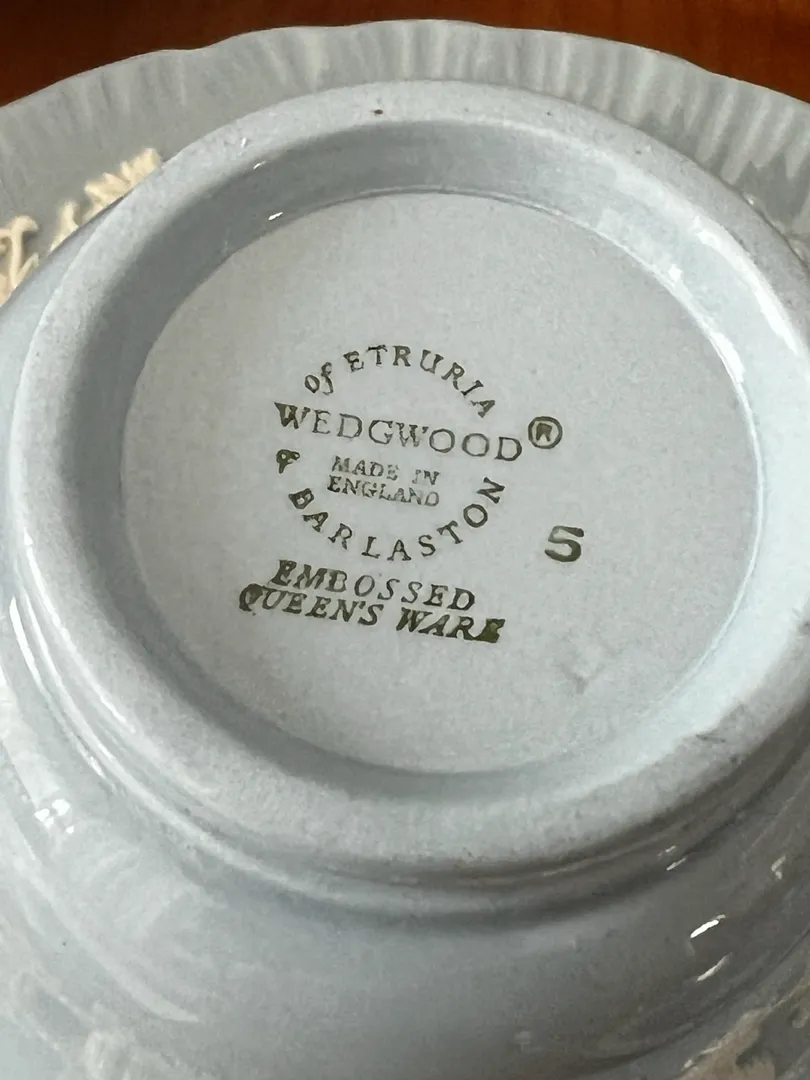 of ETRURIA
WEDGWOOD®
MADE IN
ENGLAND
& BARLASTON
5
EMBOSSED
QUEEN'S WARE